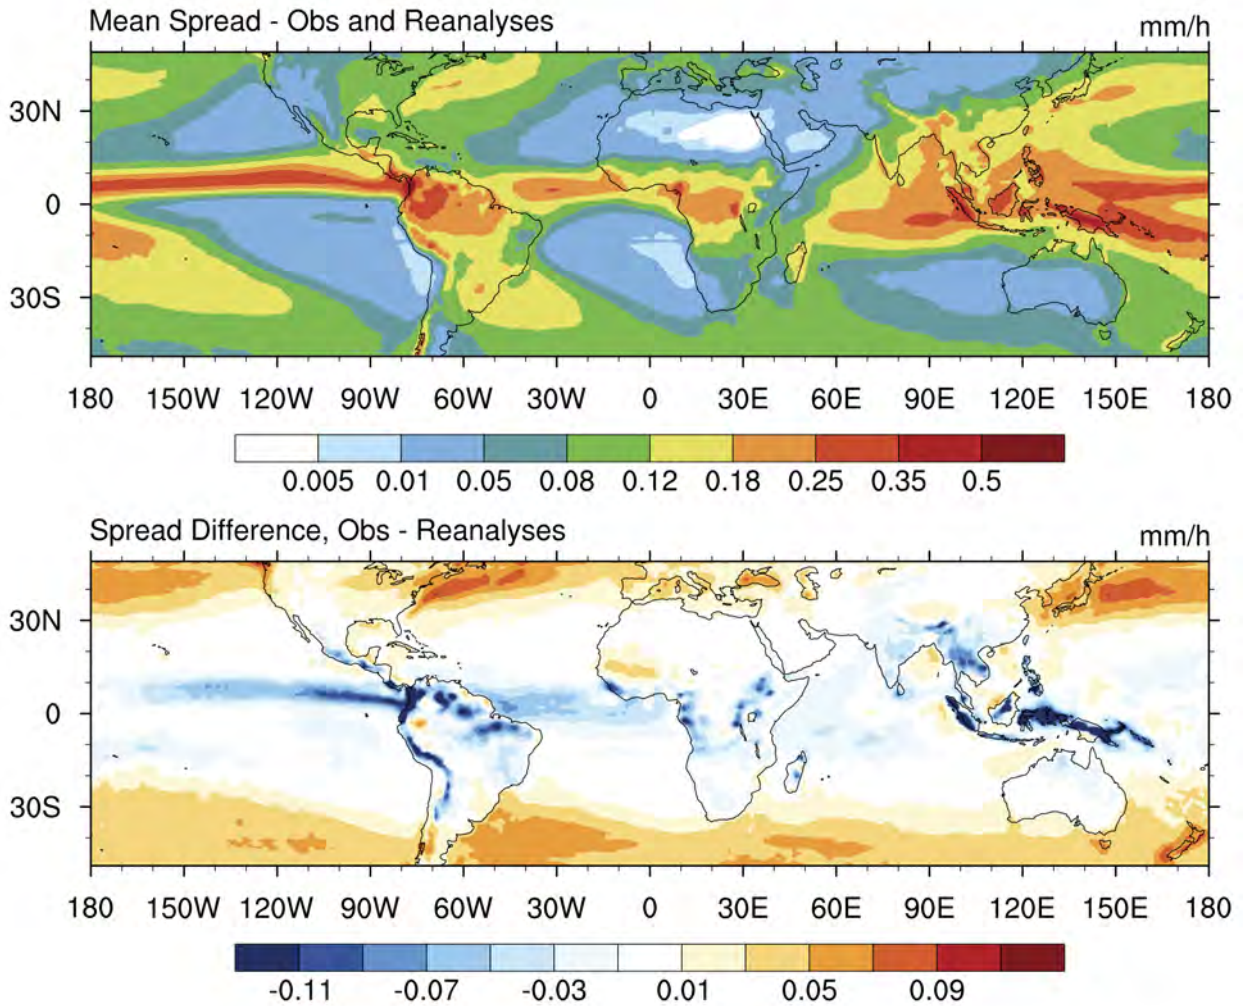 Mean Spread - Obs and Reanalyses mm/h
30N
0
30S
180 150W 120W 90W 60W 30W 0 30E 60E 90E 120E 150E 180
0.005 0.01 0.05 0.08 0.12 0.18 0.25 0.35 0.5
Spread Difference, Obs - Reanalyses mm/h
30N
0
30S
180 150W 120W 90W 60W 30W 0 30E 60E 90E 120E 150E 180
-0.11 -0.07 -0.03 0.01 0.05 0.09